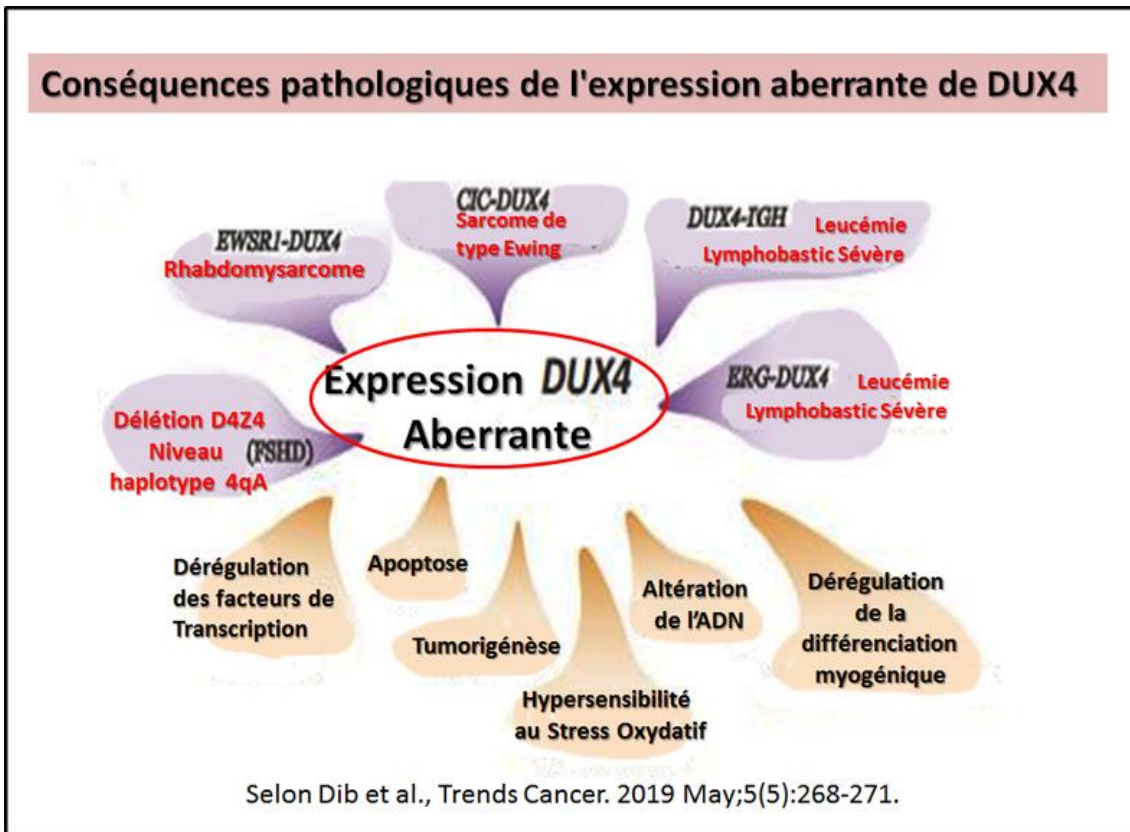 Conséquences pathologiques de l'expression aberrante de DUX4
EWSR1-DUX4
Rhabdomysarcome
CIC-DUX4
Sarcome de
type Ewing
DUX4-IGH Leucémie
Lymphobastic Sévère
Expression DUX4
Aberrante
ERG-DUX4 Leucémie
Lymphobastic Sévère
Délétion D4Z4
Niveau (FSHD)
haplotype 4qA
Dérégulation
des facteurs de
Transcription
Apoptose
Tumorigénèse
Hypersensibilité
au Stress Oxydatif
Altération
de l'ADN
Dérégulation
de la
différenciation
myogénique
Selon Dib et al., Trends Cancer. 2019 May;5(5):268-271.